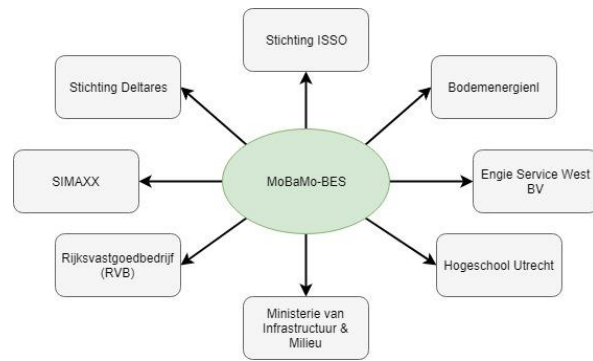 Stichting ISSO
Stichting Deltares
Bodemenergienl
SIMAXX
MoBaMo-BES
Engie Service West
BV
Rijksvastgoedbedrijf
(RVB)
Hogeschool Utrecht
Ministerie van
Infrastructuur &
Milieu